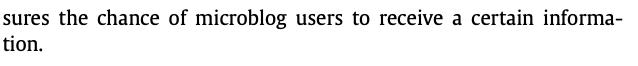 sures the chance of microblog users to receive a certain informa-
tion.